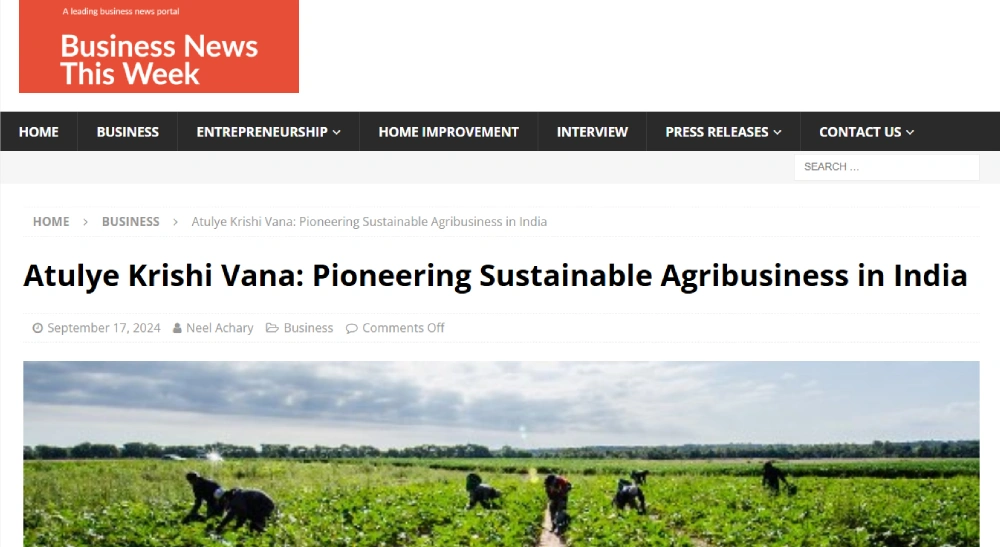 A leading business news portal
Business News
This Week
HOME BUSINESS ENTREPRENEURSHIP HOME IMPROVEMENT INTERVIEW PRESS RELEASES CONTACT US
SEARCH ...
HOME > BUSINESS > Atulye Krishi Vana: Pioneering Sustainable Agribusiness in India
Atulye Krishi Vana: Pioneering Sustainable Agribusiness in India
September 17, 2024 Neel Achary Business Comments Off